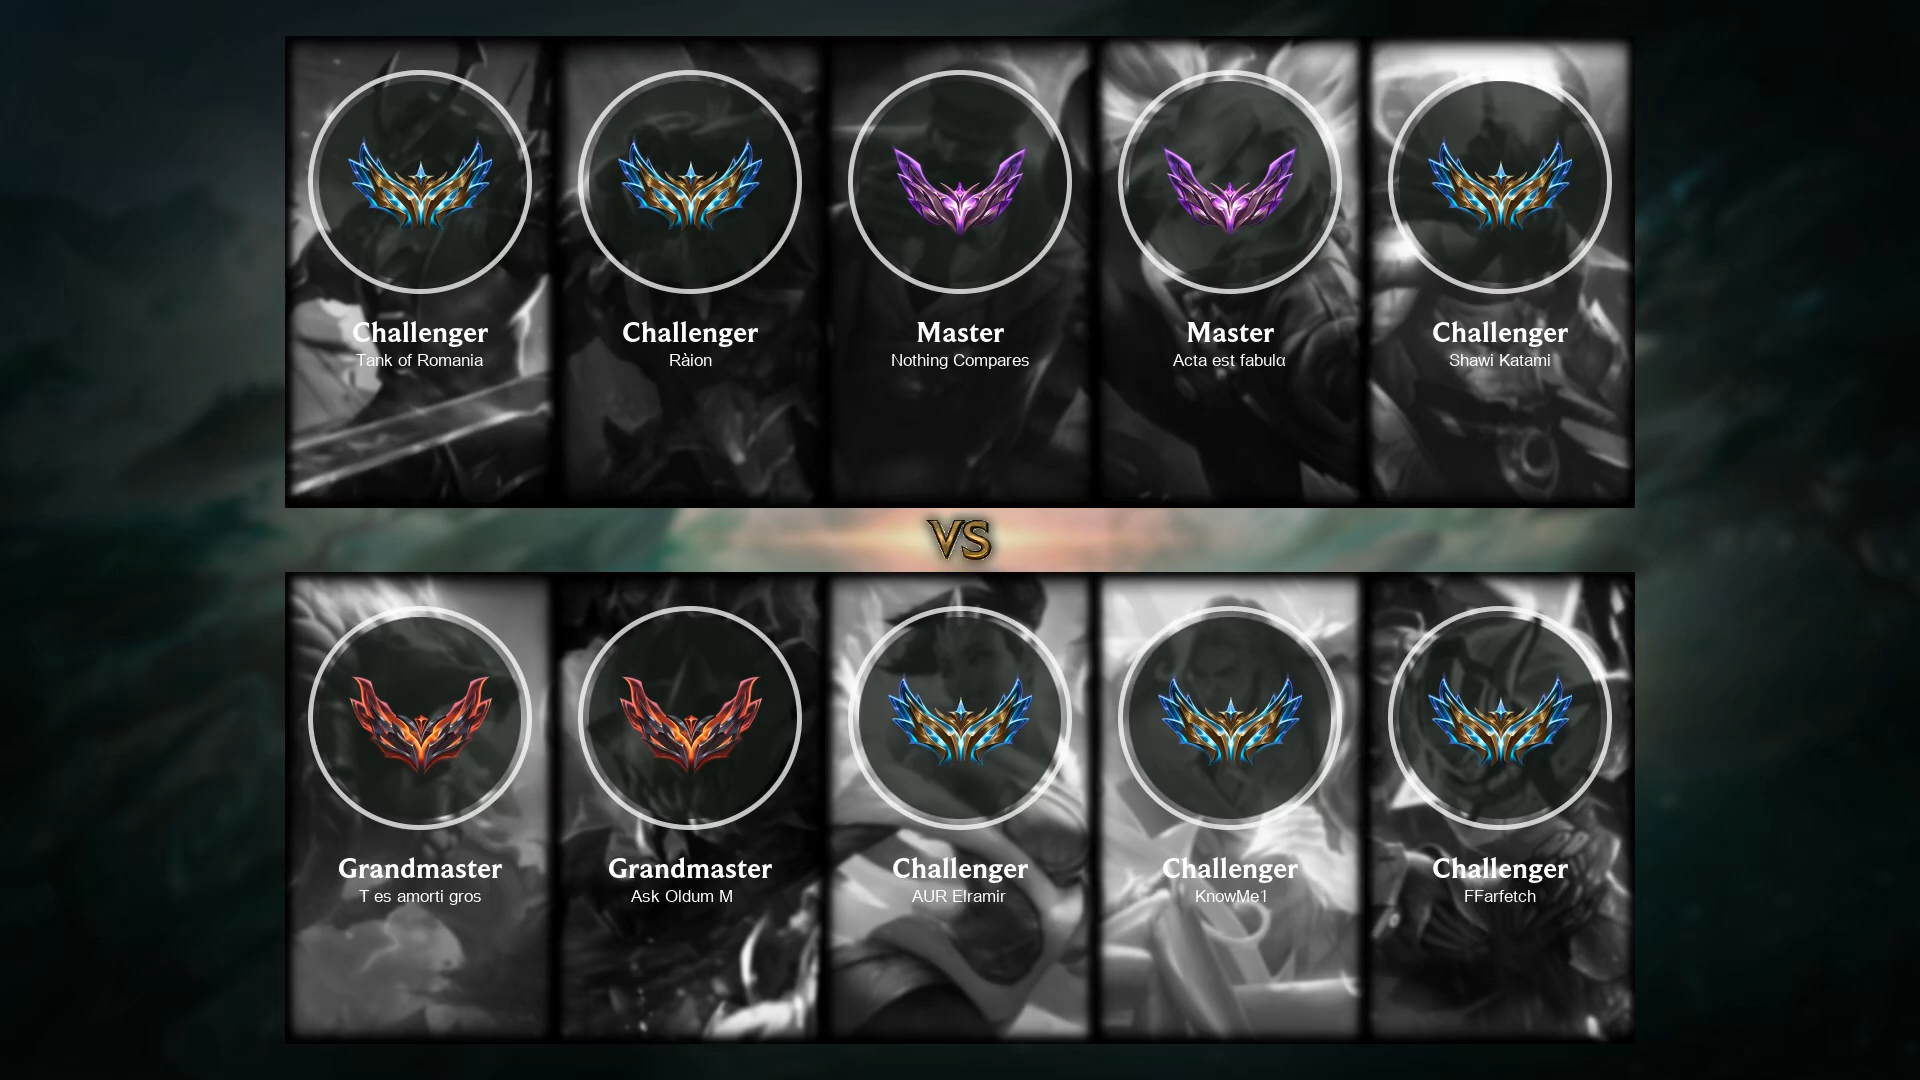 Challenger
Tank of Romania
Challenger
Ràion
Master
Nothing Compares
Master
Acta est fabulα
Challenger
Shawi Katami
VS
Grandmaster
T es amorti gros
Grandmaster
Ask Oldum M
Challenger
AUR Elramir
Challenger
KnowMe1
Challenger
FFarfetch